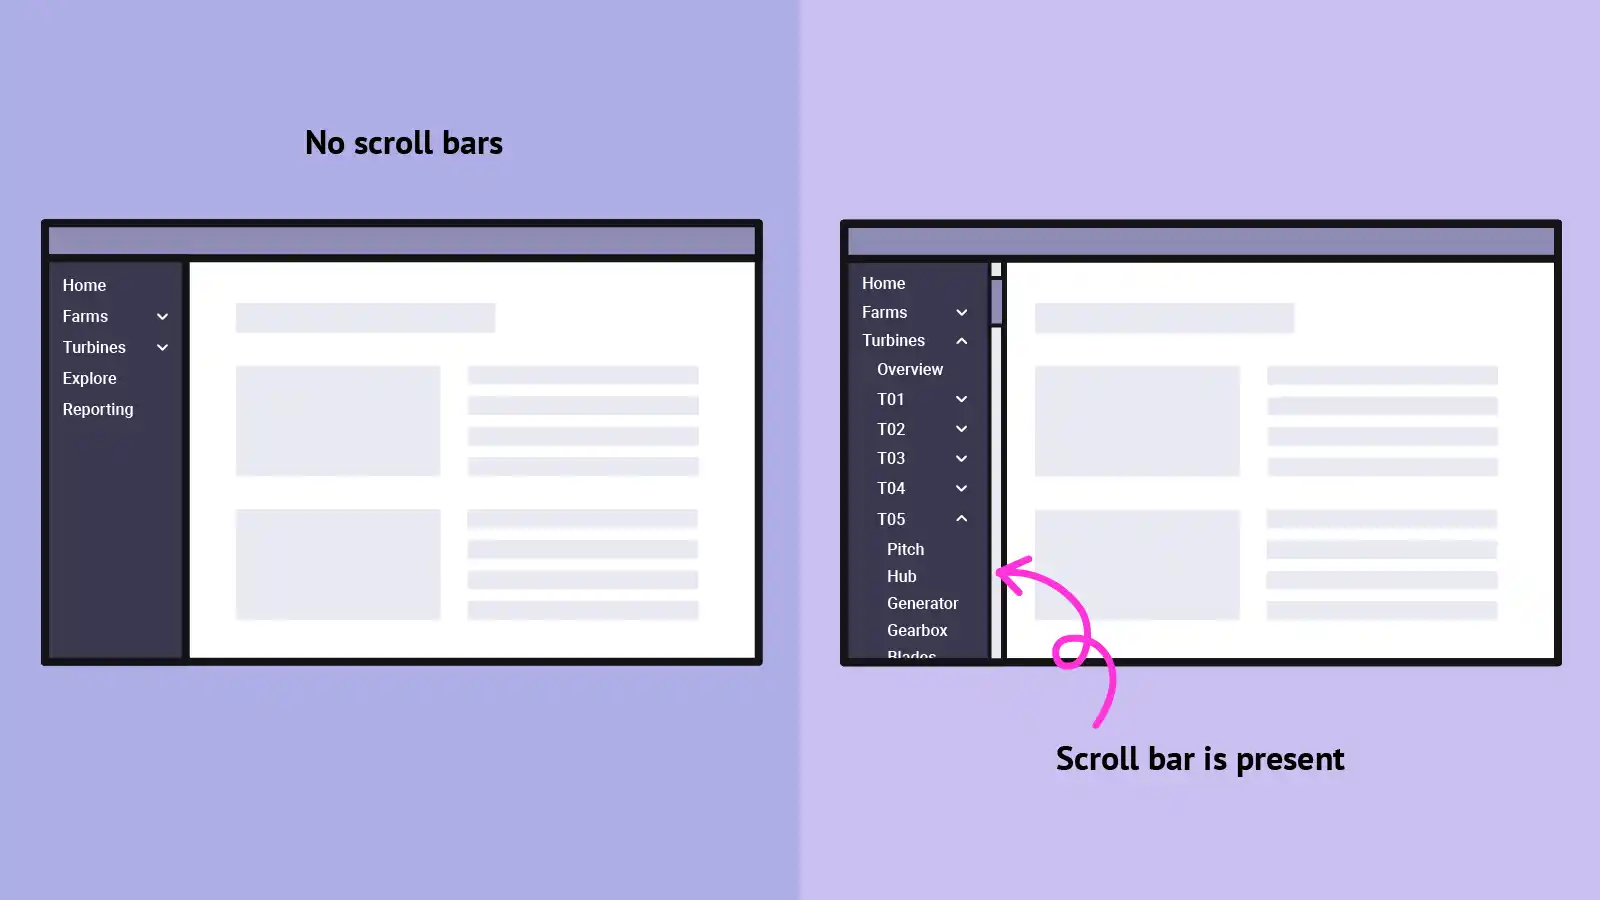 No scroll bars
Home
Farms
Turbines
Explore
Reporting
Home
Farms
Turbines
Overview
T01
T02
T03
T04
T05
Pitch
Hub
Generator
Gearbox
Blades
Scroll bar is present